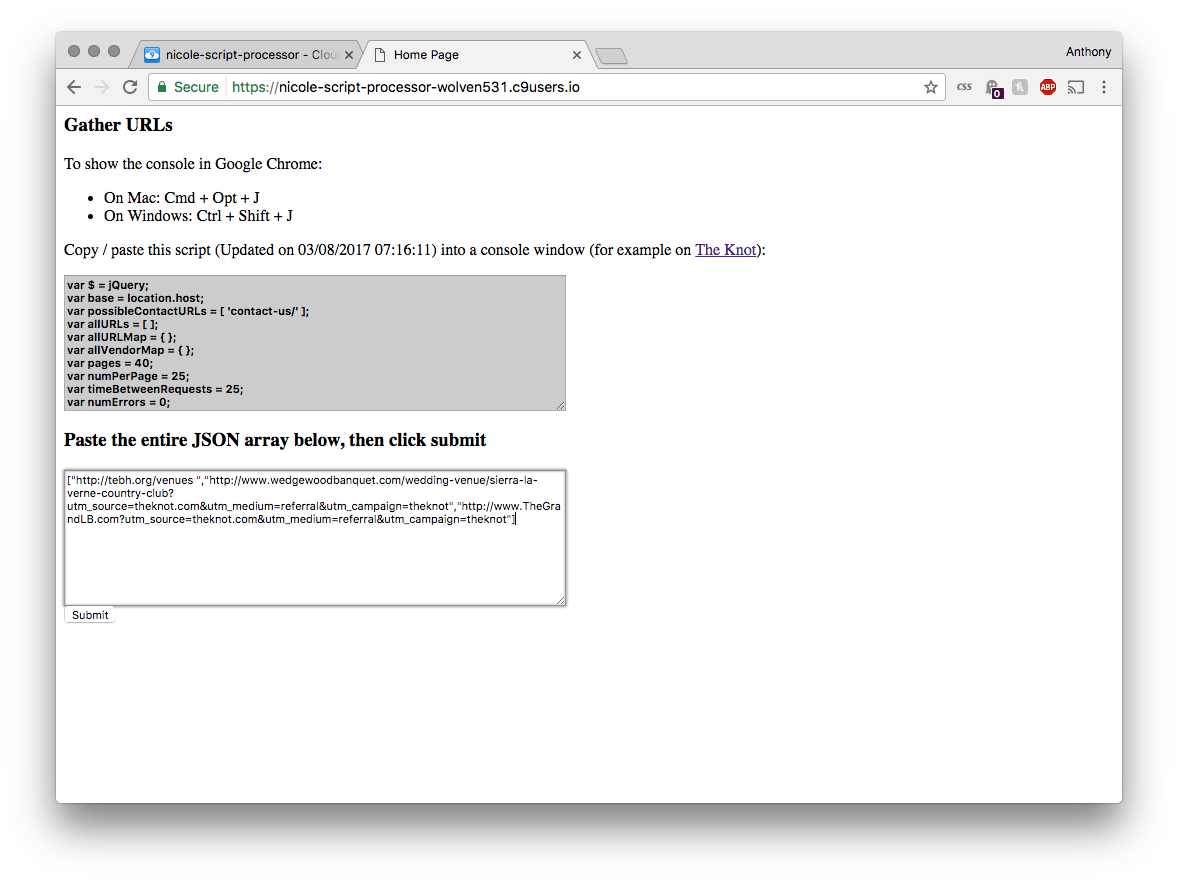 nicole-script-processor - Clou
Home Page
Anthony
Secure
https://nicole-script-processor-wolven531.c9users.io
css
0
ABP
Gather URLs
To show the console in Google Chrome:
• On Mac: Cmd + Opt + J
• On Windows: Ctrl + Shift + J
Copy / paste this script (Updated on 03/08/2017 07:16:11) into a console window (for example on The Knot):
var $ = jQuery;
var base = location.host;
var possibleContactURLs = [ 'contact-us/' ];
var allURLs = [ ];
var allURLMap = { };
var allVendorMap = { };
var pages = 40;
var numPerPage = 25;
var timeBetweenRequests = 25;
var numErrors = 0;
Paste the entire JSON array below, then click submit
["http://tebh.org/venues ","http://www.wedgewoodbanquet.com/wedding-venue/sierra-la-
verne-country-club?
utm_source=theknot.com&utm_medium=referral&utm_campaign=theknot","http://www.TheGra
ndLB.com?utm_source=theknot.com&utm_medium=referral&utm_campaign=theknot"]
Submit